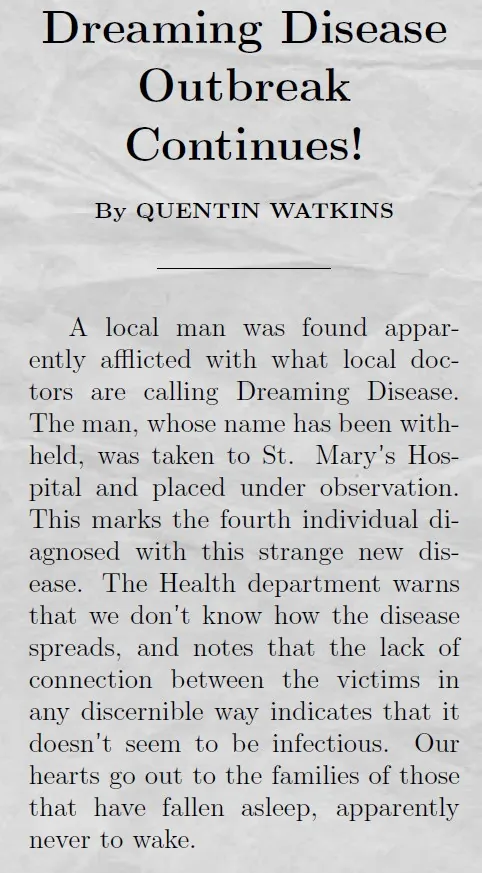 Dreaming Disease
Outbreak
Continues!
By QUENTIN WATKINS
A local man was found appar-
ently afflicted with what local doc-
tors are calling Dreaming Disease.
The man, whose name has been with-
held, was taken to St. Mary's Hos-
pital and placed under observation.
This marks the fourth individual di-
agnosed with this strange new dis-
ease. The Health department warns
that we don't know how the disease
spreads, and notes that the lack of
connection between the victims in
any discernible way indicates that it
doesn't seem to be infectious. Our
hearts go out to the families of those
that have fallen asleep, apparently
never to wake.